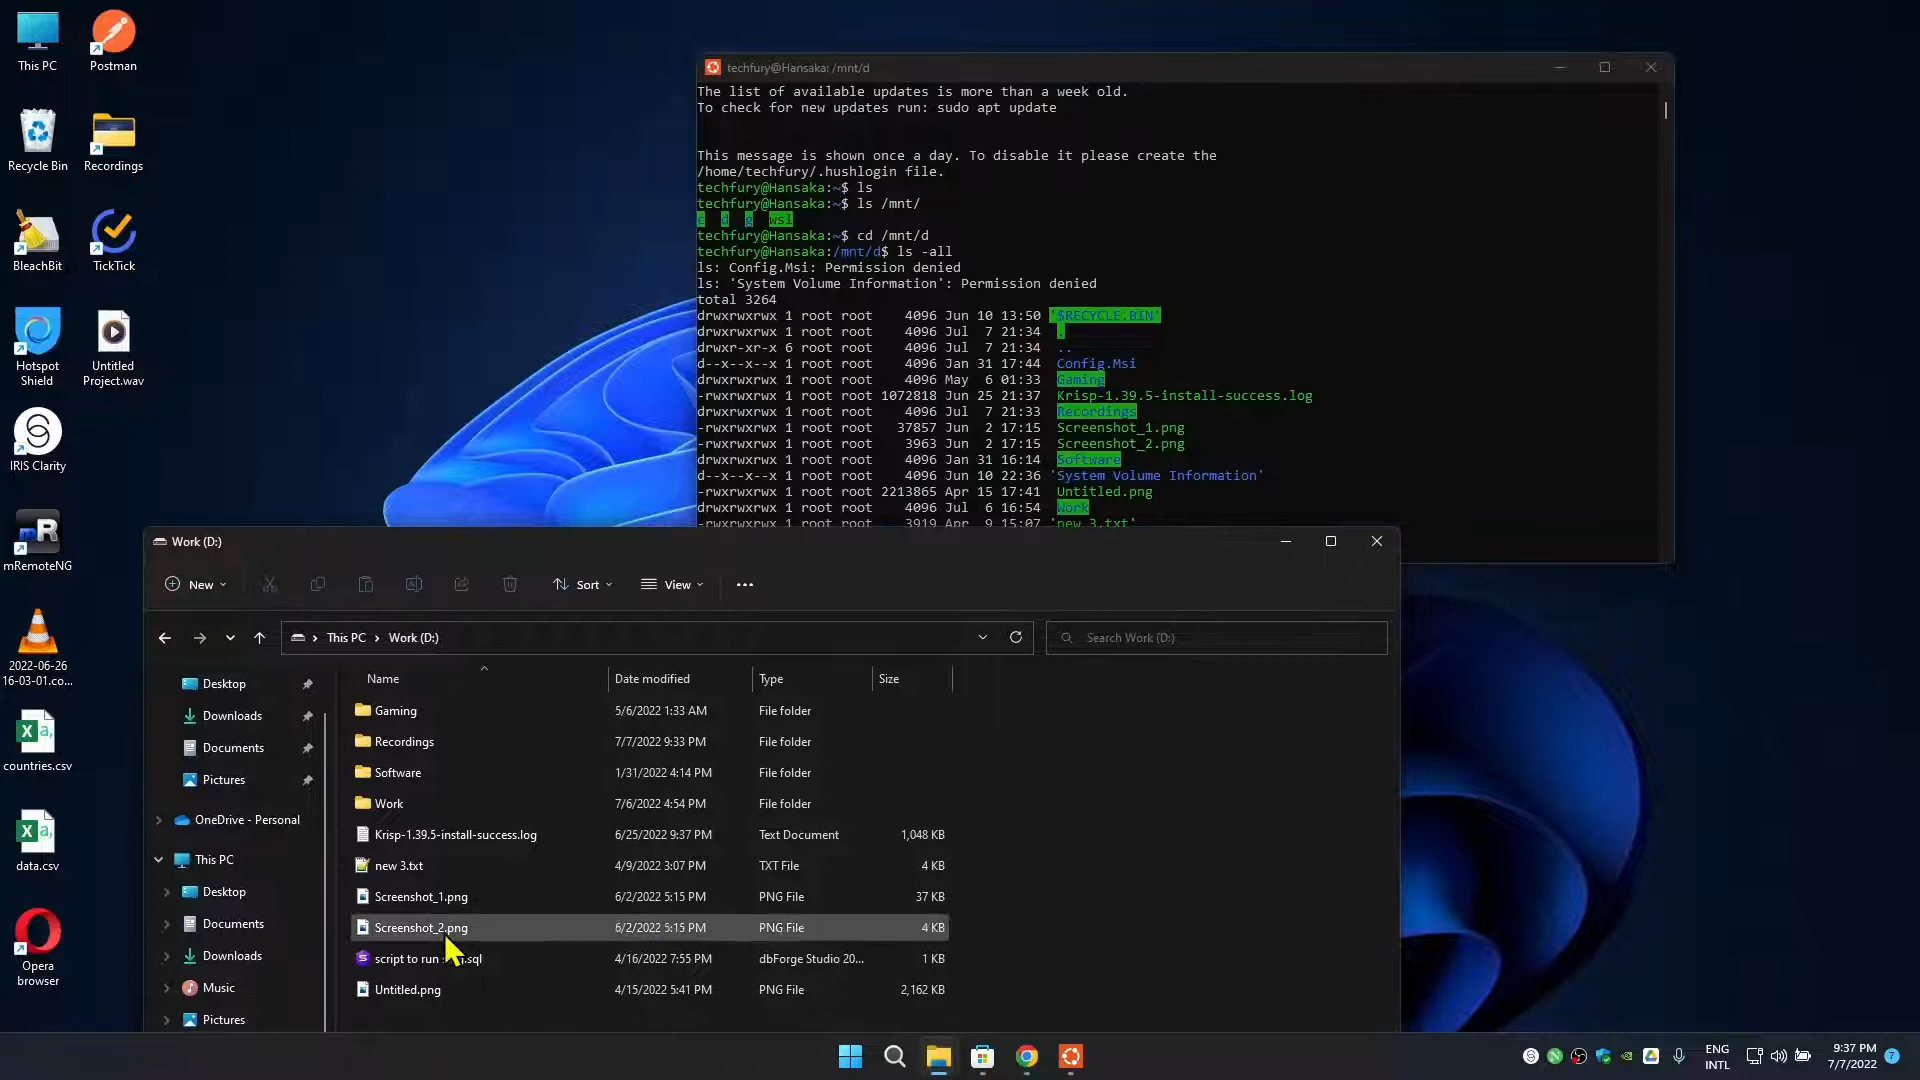 This PC
Postman
Recycle Bin
Recordings
BleachBit
TickTick
Hotspot
Shield
Untitled
Project.wav
IRIS Clarity
mRemoteNG
2022-06-26
16-03-01.co...
countries.csv
data.csv
Opera
browser
techfury@Hansaka: /mnt/d
The list of available updates is more than a week old.
To check for new updates run: sudo apt update
This message is shown once a day. To disable it please create the
/home/techfury/.hushlogin file.
techfury@Hansaka:~$ ls
techfury@Hansaka:~$ ls /mnt/
c d g wsl
techfury@Hansaka:~$ cd /mnt/d
techfury@Hansaka:/mnt/d$ ls -all
ls: Config.Msi: Permission denied
ls: 'System Volume Information': Permission denied
total 3264
drwxrwxrwx 1 root root 4096 Jun 10 13:50 '$RECYCLE.BIN'
drwxrwxrwx 1 root root 4096 Jul 7 21:34 .
drwxr-xr-x 6 root root 4096 Jul 7 21:34 ..
d--x--x--x 1 root root 4096 Jan 31 17:44 Config.Msi
drwxrwxrwx 1 root root 4096 May 6 01:33 Gaming
-rwxrwxrwx 1 root root 1072818 Jun 25 21:37 Krisp-1.39.5-install-success.log
drwxrwxrwx 1 root root 4096 Jul 7 21:33 Recordings
-rwxrwxrwx 1 root root 37857 Jun 2 17:15 Screenshot_1.png
-rwxrwxrwx 1 root root 3963 Jun 2 17:15 Screenshot_2.png
drwxrwxrwx 1 root root 4096 Jan 31 16:14 Software
d--x--x--x 1 root root 4096 Jun 10 22:36 'System Volume Information'
-rwxrwxrwx 1 root root 2213865 Apr 15 17:41 Untitled.png
drwxrwxrwx 1 root root 4096 Jul 6 16:54 Work
-rwxrwxrwx 1 root root 3919 Apr 9 15:07 'new 3.txt'
Work (D:)
New Sort View ...
This PC > Work (D:)
Search Work (D:)
Name Date modified Type Size
Desktop
Downloads
Documents
Pictures
OneDrive - Personal
This PC
Desktop
Documents
Downloads
Music
Pictures
Gaming 5/6/2022 1:33 AM File folder
Recordings 7/7/2022 9:33 PM File folder
Software 1/31/2022 4:14 PM File folder
Work 7/6/2022 4:54 PM File folder
Krisp-1.39.5-install-success.log 6/25/2022 9:37 PM Text Document 1,048 KB
new 3.txt 4/9/2022 3:07 PM TXT File 4 KB
Screenshot_1.png 6/2/2022 5:15 PM PNG File 37 KB
Screenshot_2.png 6/2/2022 5:15 PM PNG File 4 KB
script to run .sql 4/16/2022 7:55 PM dbForge Studio 20... 1 KB
Untitled.png 4/15/2022 5:41 PM PNG File 2,162 KB
ENG
INTL
9:37 PM
7/7/2022
7